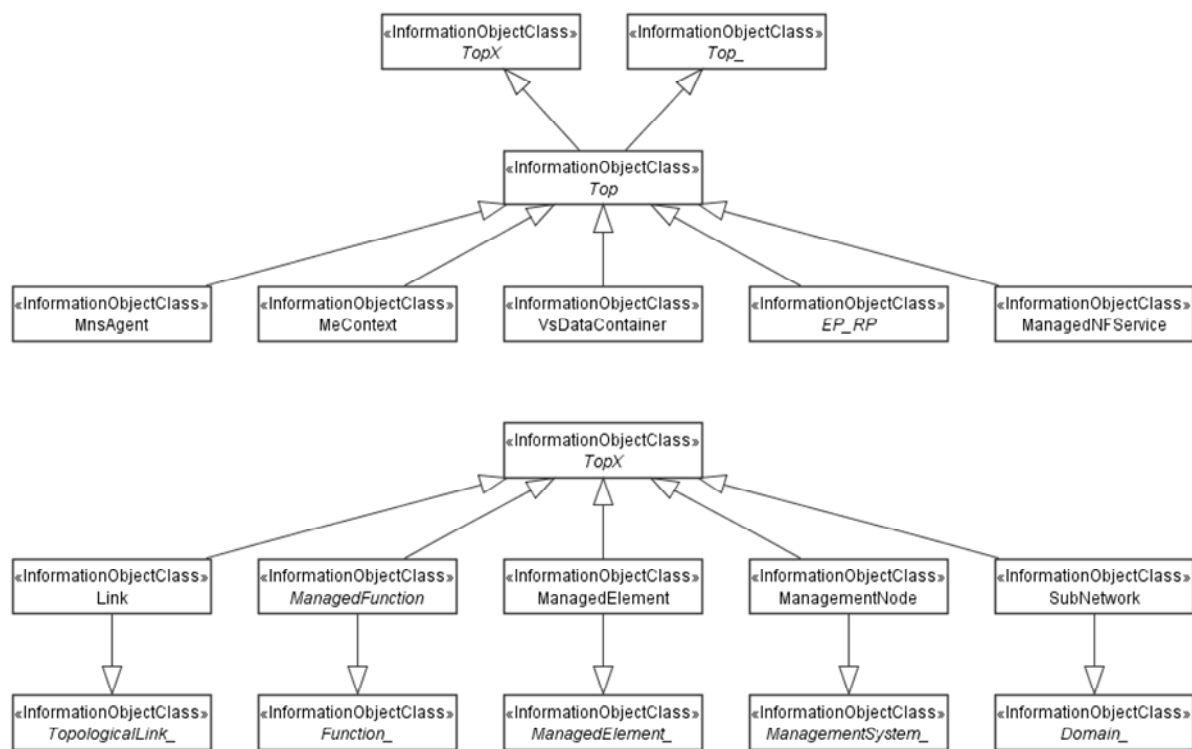 «InformationObjectClass»
TopX
«InformationObjectClass»
Top_
«InformationObjectClass»
Top
«InformationObjectClass»
MnsAgent
«InformationObjectClass»
MeContext
«InformationObjectClass»
VsDataContainer
«InformationObjectClass»
EP_RP
«InformationObjectClass»
ManagedNFService
«InformationObjectClass»
TopX
«InformationObjectClass»
Link
«InformationObjectClass»
ManagedFunction
«InformationObjectClass»
ManagedElement
«InformationObjectClass»
ManagementNode
«InformationObjectClass»
SubNetwork
«InformationObjectClass»
TopologicalLink_
«InformationObjectClass»
Function_
«InformationObjectClass»
ManagedElement_
«InformationObjectClass»
ManagementSystem_
«InformationObjectClass»
Domain_